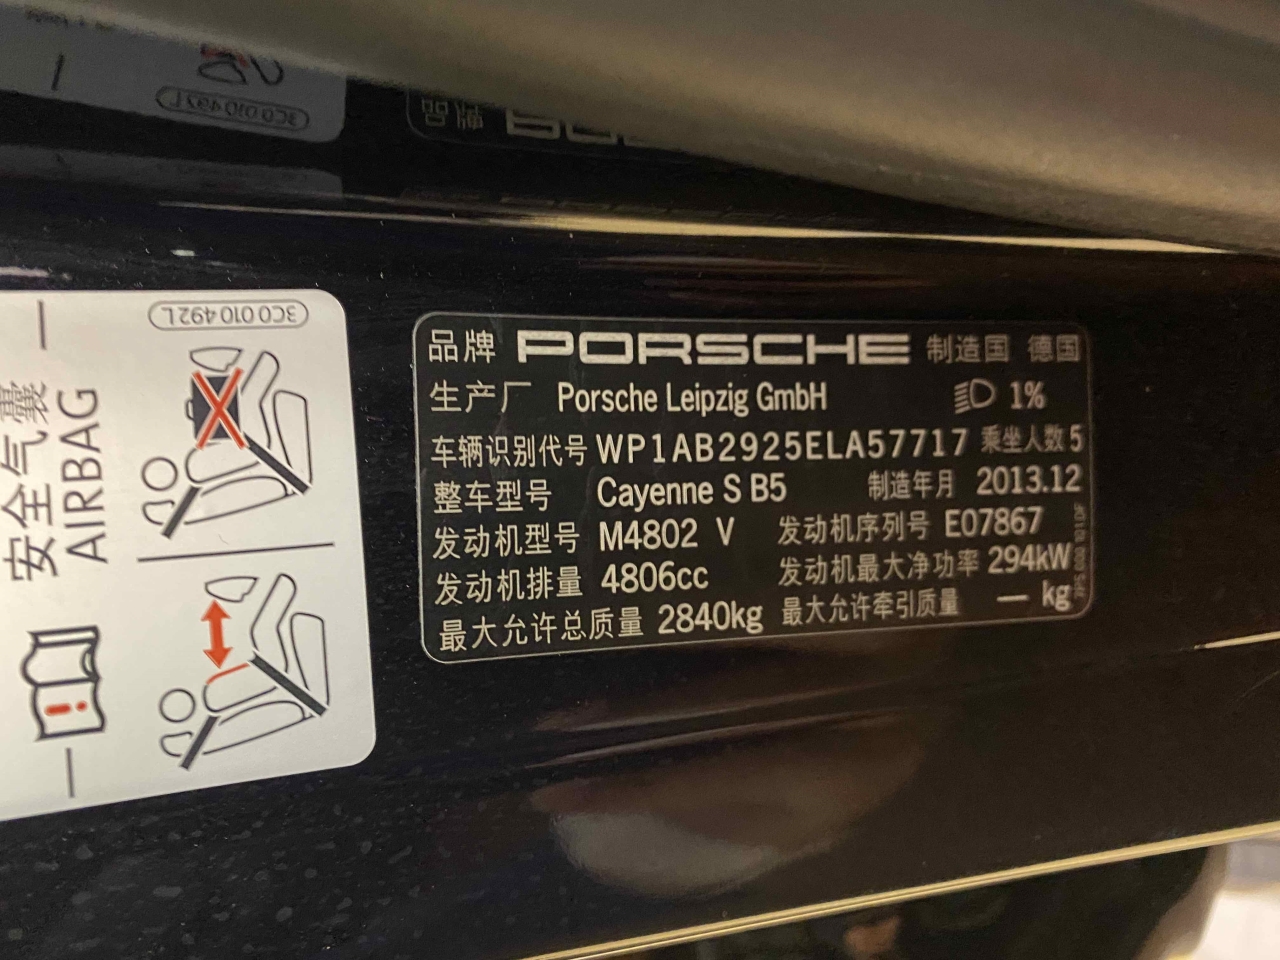 3C0 010 492 L
安全气囊
AIRBAG
品牌 PORSCHE 制造国 德国
生产厂 Porsche Leipzig GmbH 1%
车辆识别代号 WP1AB2925ELA57717 乘坐人数 5
整车型号 Cayenne S B5 制造年月 2013.12
发动机型号 M4802 V 发动机序列号 E07867
发动机排量 4806cc 发动机最大净功率 294kW
最大允许总质量 2840kg 最大允许牵引质量 — kg